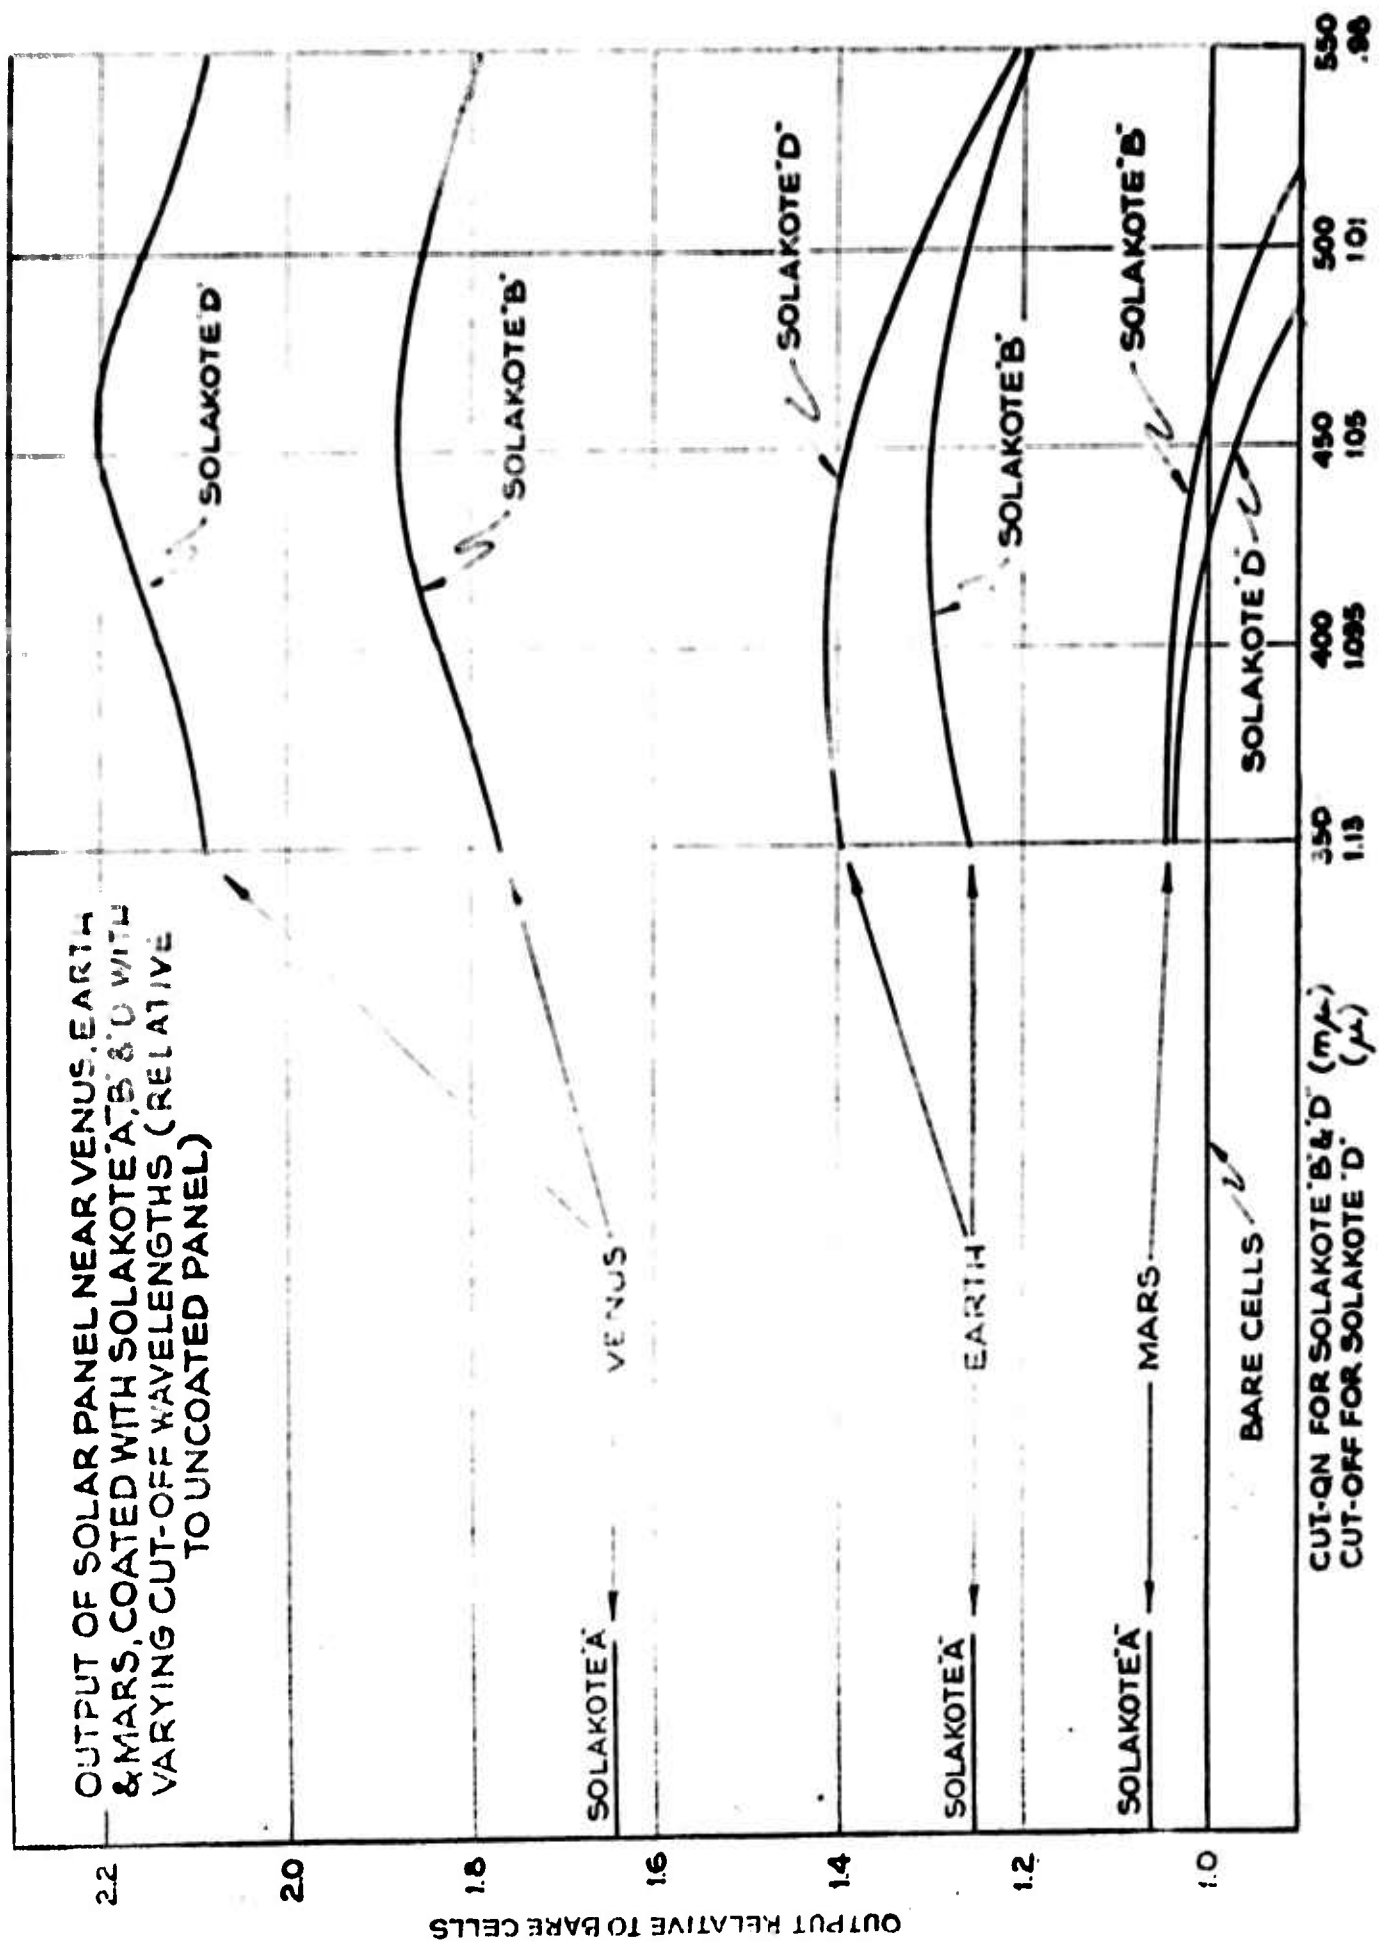 OUTPUT OF SOLAR PANEL NEAR VENUS, EARTH
& MARS, COATED WITH SOLAKOTE "A", "B" & "D" WITH
VARYING CUT-OFF WAVELENGTHS (RELATIVE
TO UNCOATED PANEL)
OUTPUT RELATIVE TO BARE CELLS
2.2
2.0
1.8
1.6
1.4
1.2
1.0
SOLAKOTE "D"
SOLAKOTE "B"
VENUS
SOLAKOTE "A"
SOLAKOTE "D"
SOLAKOTE "B"
EARTH
SOLAKOTE "A"
SOLAKOTE "B"
MARS
SOLAKOTE "A"
SOLAKOTE "D"
BARE CELLS
CUT-ON FOR SOLAKOTE "B" & "D" (mμ) 350 400 450 500 550
CUT-OFF FOR SOLAKOTE "D" (μ) 1.13 1.095 1.05 1.01 .98